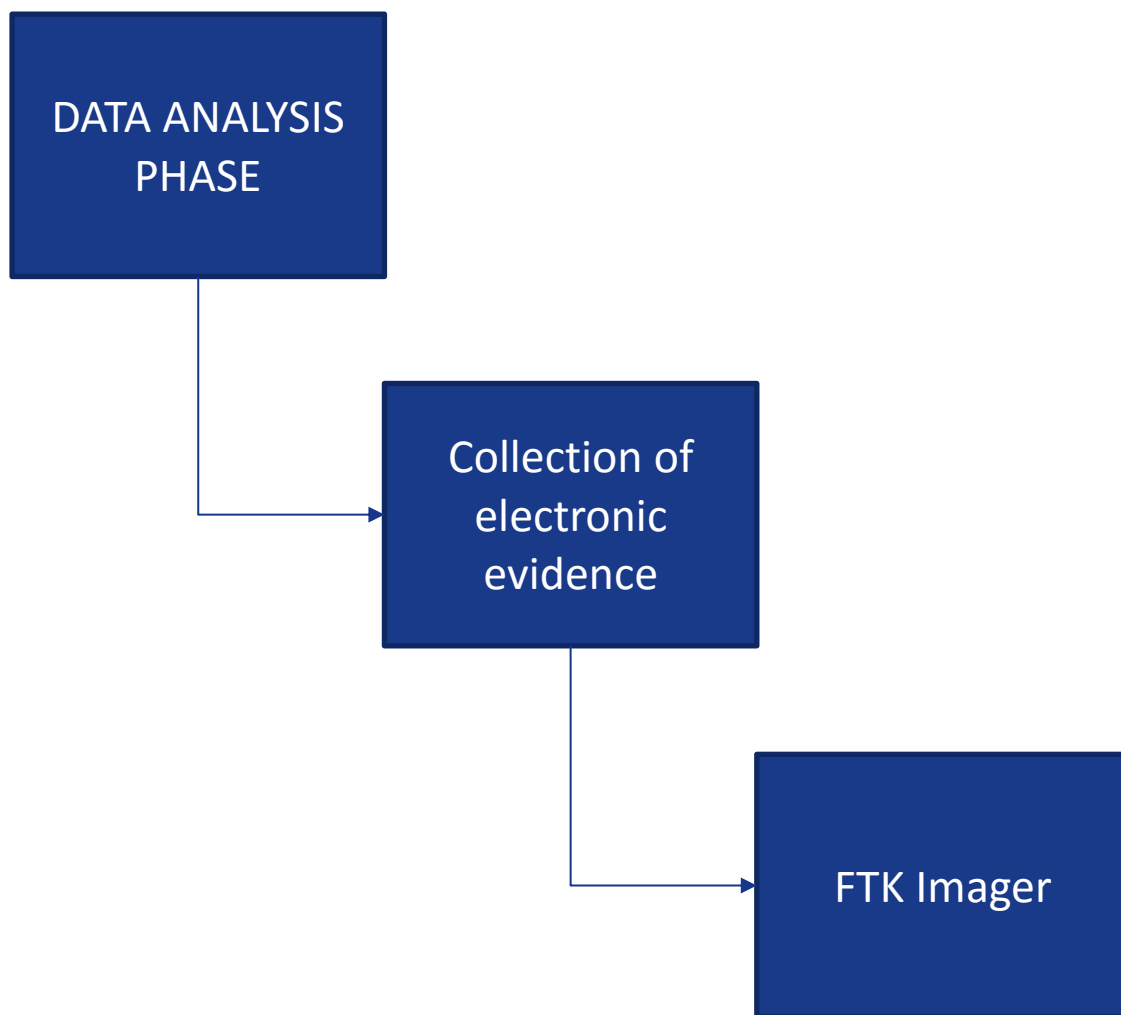 DATA ANALYSIS
PHASE
Collection of
electronic
evidence
FTK Imager